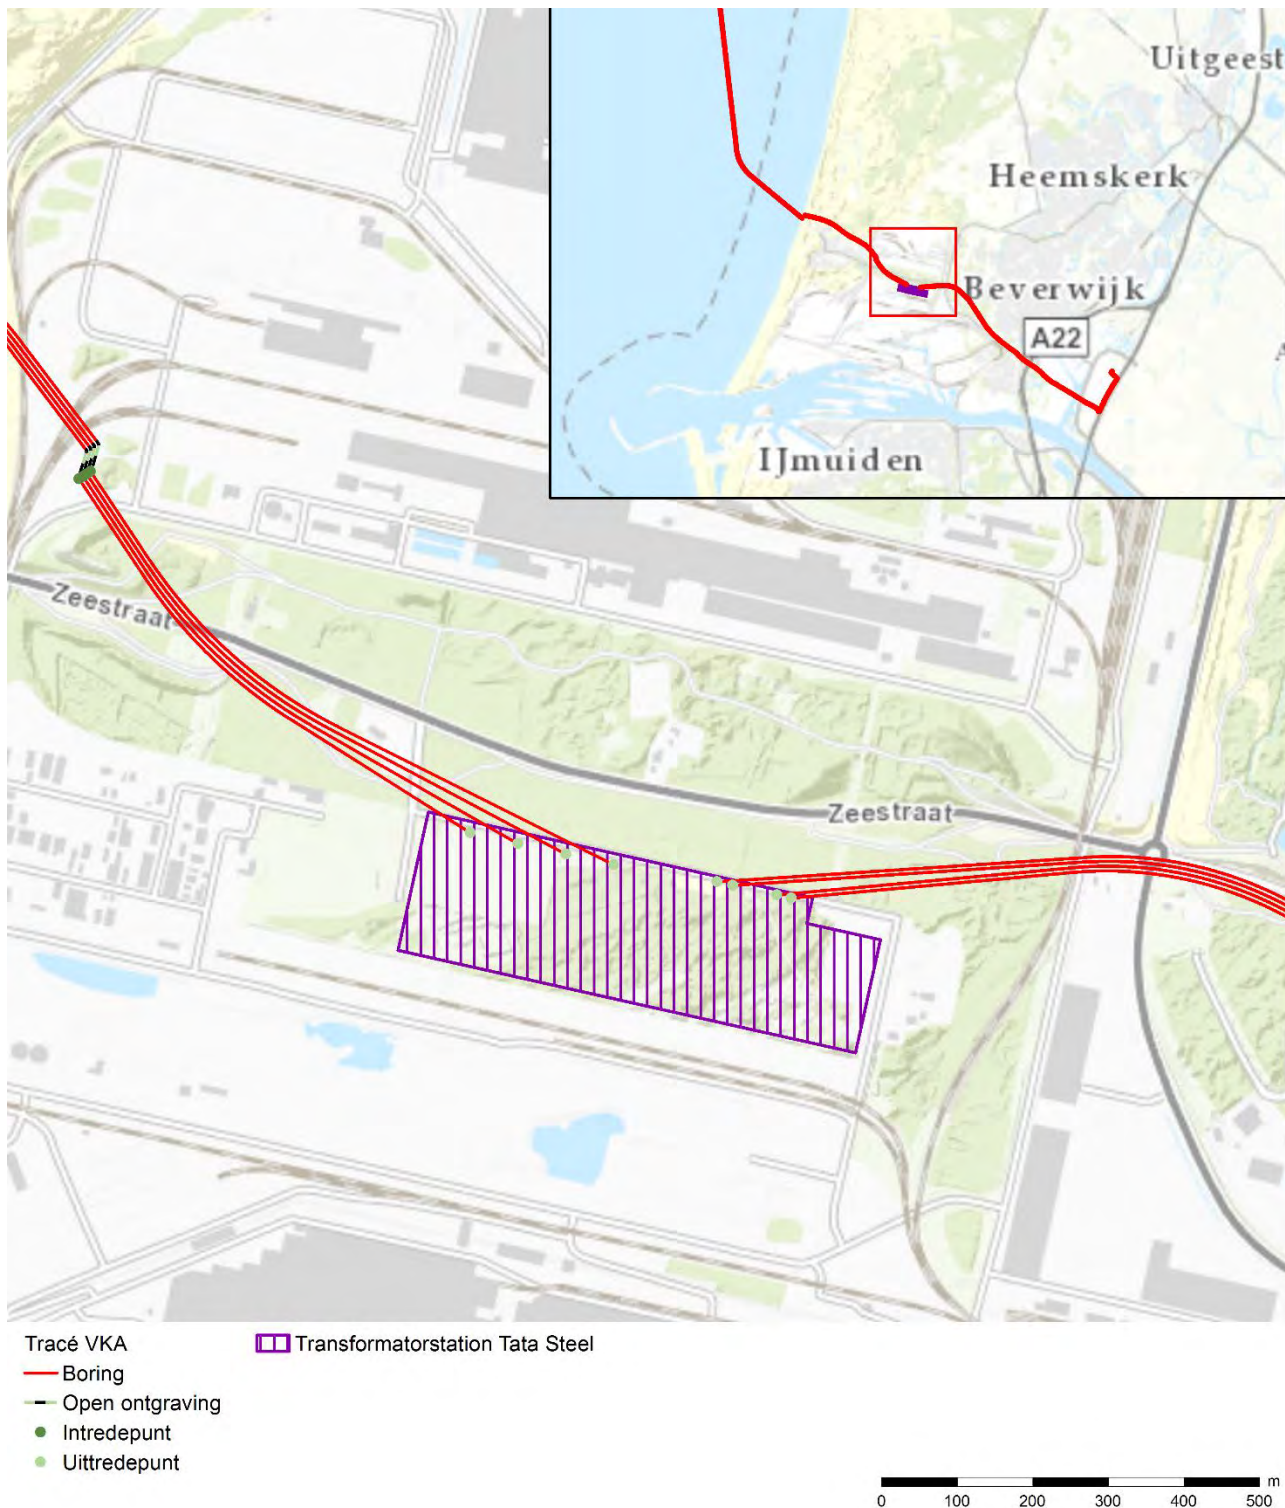 Uitgeest
Heemskerk
Beverwijk
A22
IJmuiden
Zeestraat
Zeestraat
Tracé VKA
Boring
Open ontgraving
Intredepunt
Uittredepunt
Transformatorstation Tata Steel
m
0 100 200 300 400 500